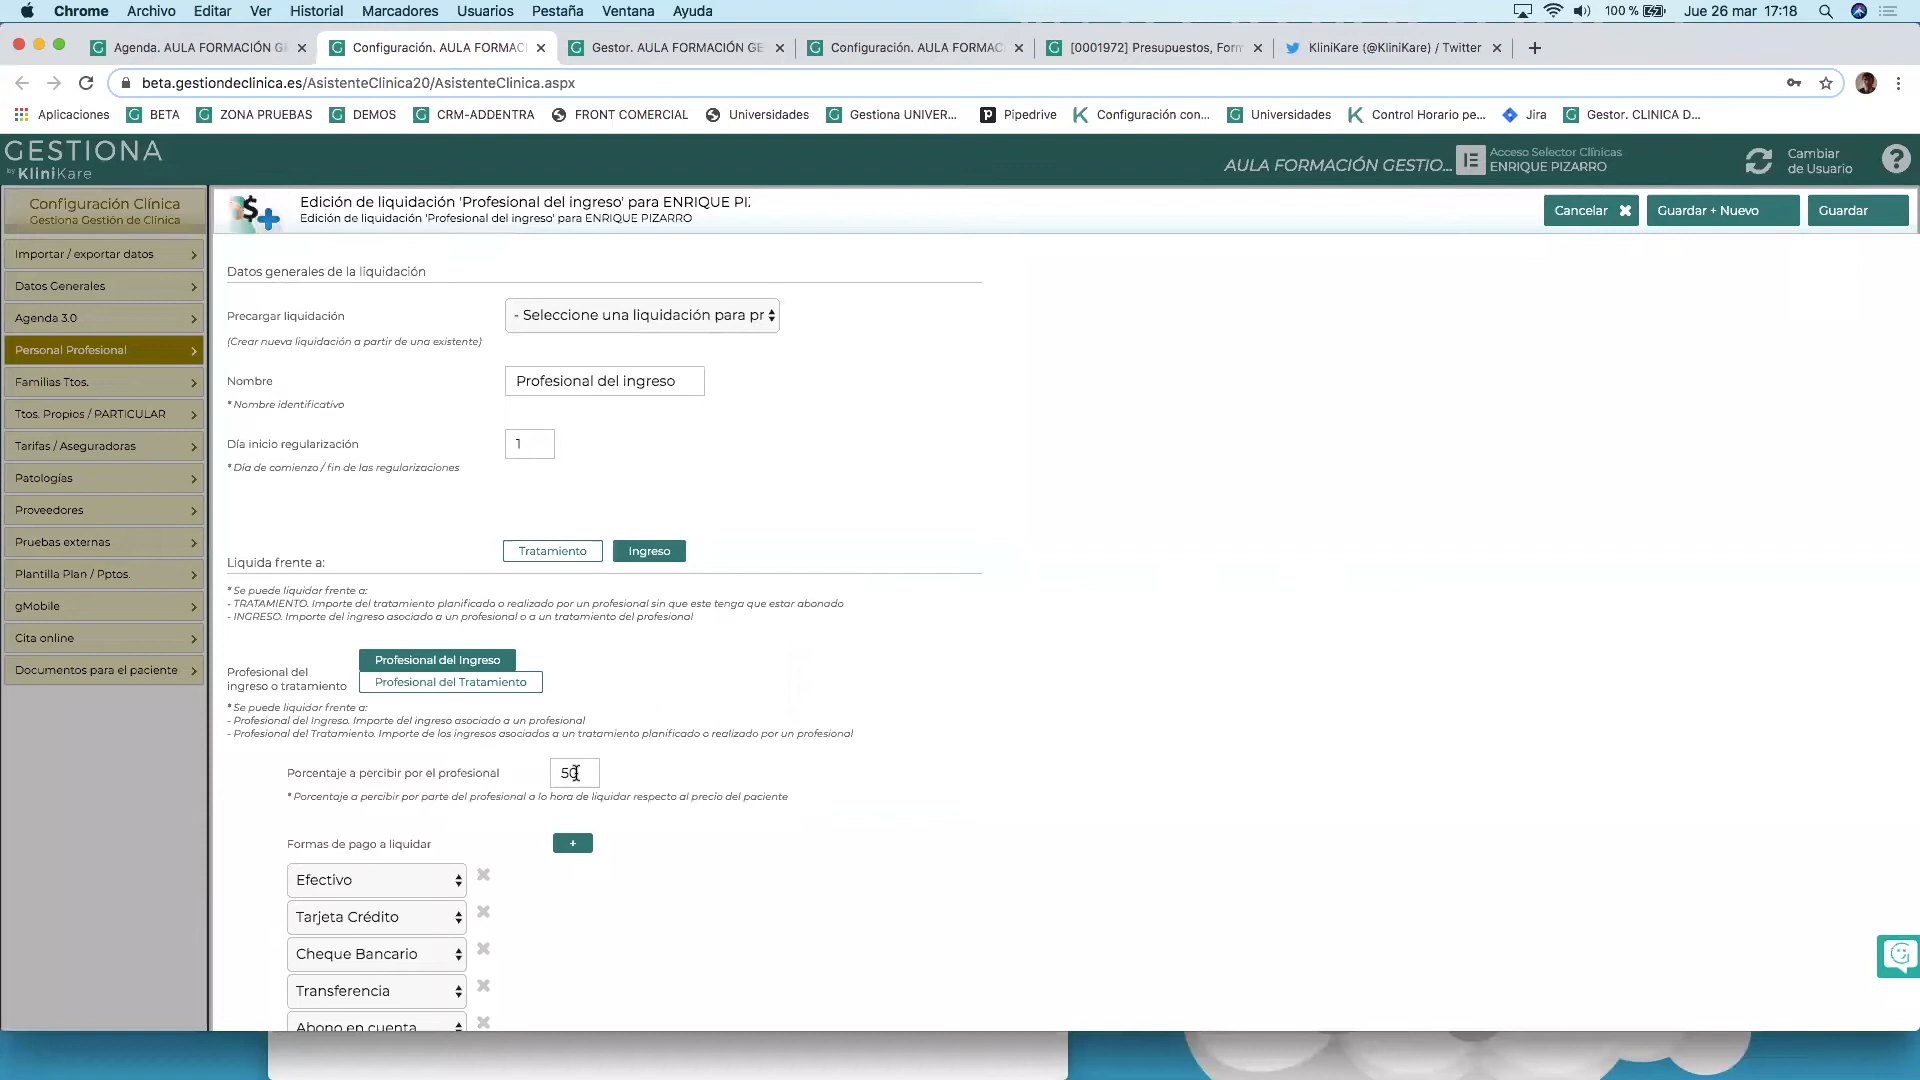 Chrome Archivo Editar Ver Historial Marcadores Usuarios Pestaña Ventana Ayuda 100 % Jue 26 mar 17:18
Agenda. AULA FORMACIÓN G
Configuración. AULA FORMAC
Gestor. AULA FORMACIÓN GE
Configuración. AULA FORMAC
[0001972] Presupuestos, Form
KliniKare (@KliniKare) / Twitter
beta.gestiondeclinica.es/AsistenteClinica20/AsistenteClinica.aspx
Aplicaciones BETA ZONA PRUEBAS DEMOS CRM-ADDENTRA FRONT COMERCIAL Universidades Gestiona UNIVER... Pipedrive Configuración con... Universidades Control Horario pe... Jira Gestor. CLINICA D...
GESTIONA
by KliniKare
AULA FORMACIÓN GESTIO...
Acceso Selector Clínicas
ENRIQUE PIZARRO
Cambiar
de Usuario
?
Configuración Clínica
Gestiona Gestión de Clínica
Importar / exportar datos
Datos Generales
Agenda 3.0
Personal Profesional
Familias Ttos.
Ttos. Propios / PARTICULAR
Tarifas / Aseguradoras
Patologías
Proveedores
Pruebas externas
Plantilla Plan / Pptos.
gMobile
Cita online
Documentos para el paciente
Edición de liquidación 'Profesional del ingreso' para ENRIQUE PI
Edición de liquidación 'Profesional del ingreso' para ENRIQUE PIZARRO
Cancelar
Guardar + Nuevo
Guardar
Datos generales de la liquidación
Precargar liquidación
- Seleccione una liquidación para pr
(Crear nueva liquidación a partir de una existente)
Nombre
Profesional del ingreso
* Nombre identificativo
Día inicio regularización
1
* Día de comienzo / fin de las regularizaciones
Liquida frente a:
Tratamiento
Ingreso
* Se puede liquidar frente a:
- TRATAMIENTO. Importe del tratamiento planificado o realizado por un profesional sin que este tenga que estar abonado
- INGRESO. Importe del ingreso asociado a un profesional o a un tratamiento del profesional
Profesional del
ingreso o tratamiento
Profesional del Ingreso
Profesional del Tratamiento
* Se puede liquidar frente a:
- Profesional del Ingreso. Importe del ingreso asociado a un profesional
- Profesional del Tratamiento. Importe de los ingresos asociados a un tratamiento planificado o realizado por un profesional
Porcentaje a percibir por el profesional
50
* Porcentaje a percibir por parte del profesional a lo hora de liquidar respecto al precio del paciente
Formas de pago a liquidar
+
Efectivo
Tarjeta Crédito
Cheque Bancario
Transferencia
Abono en cuenta